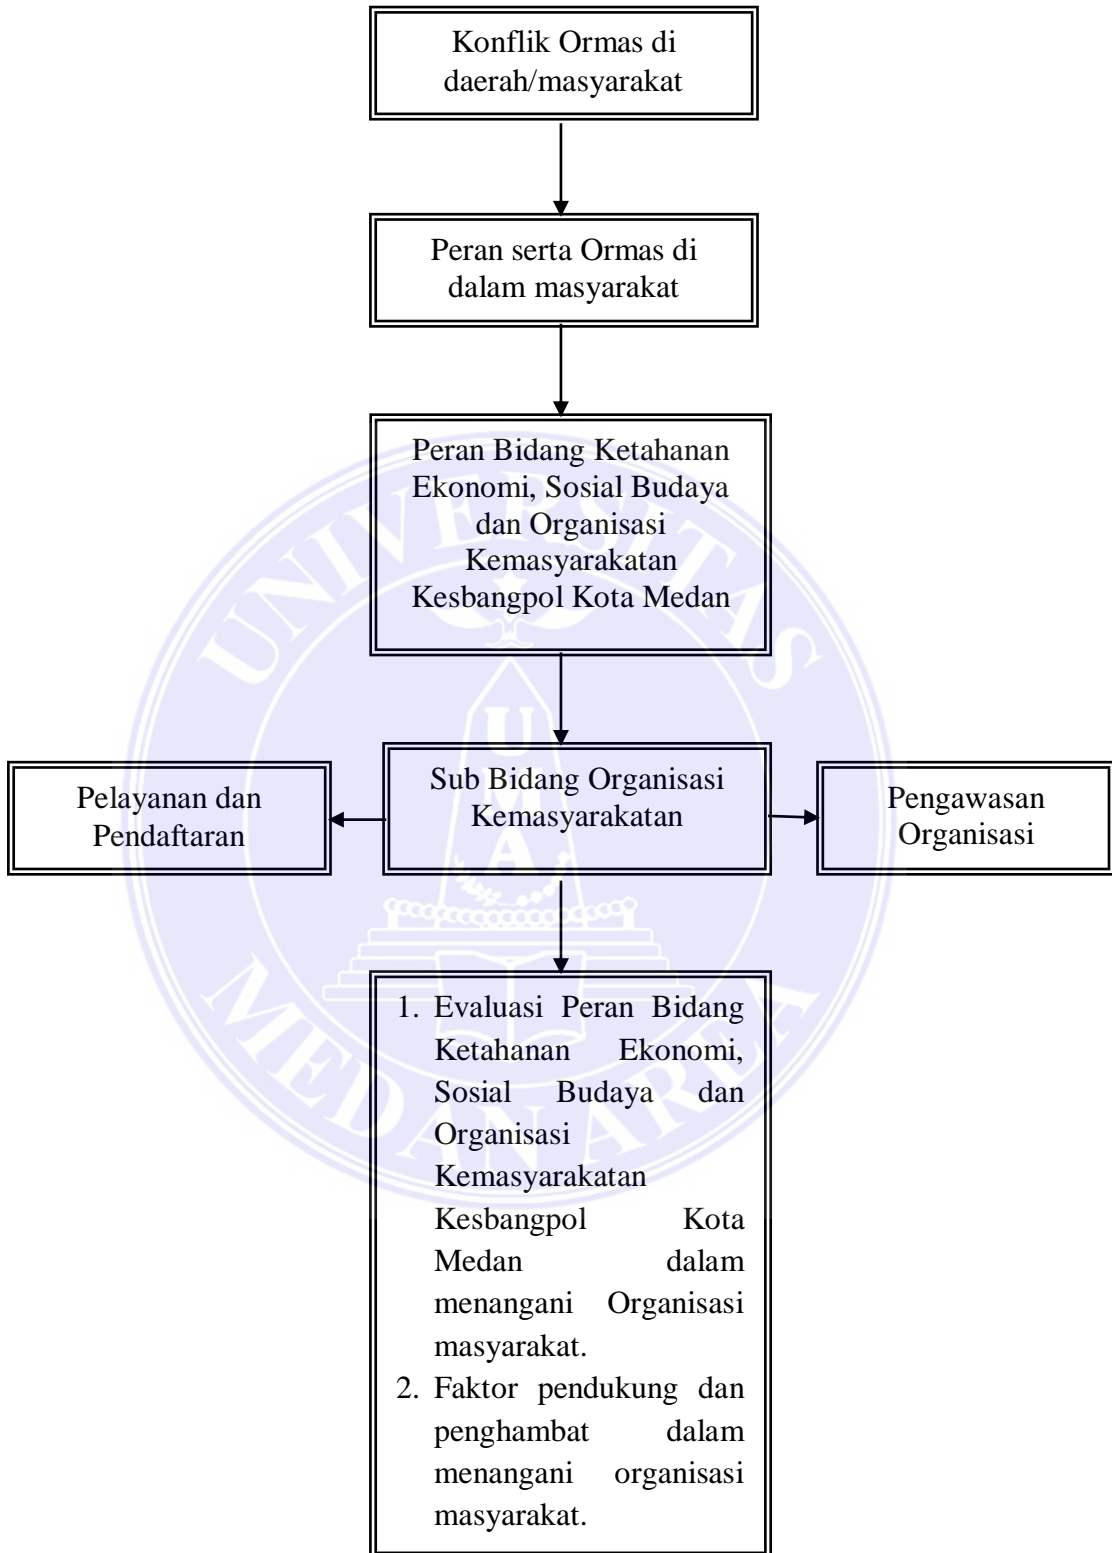 Konflik Ormas di
daerah/masyarakat
Peran serta Ormas di
dalam masyarakat
Peran Bidang Ketahanan
Ekonomi, Sosial Budaya
dan Organisasi
Kemasyarakatan
Kesbangpol Kota Medan
Pelayanan dan
Pendaftaran
Sub Bidang Organisasi
Kemasyarakatan
Pengawasan
Organisasi
1. Evaluasi Peran Bidang
Ketahanan Ekonomi,
Sosial Budaya dan
Organisasi
Kemasyarakatan
Kesbangpol Kota
Medan dalam
menangani Organisasi
masyarakat.
2. Faktor pendukung dan
penghambat dalam
menangani organisasi
masyarakat.
UNIVERSITAS
MEDAN AREA
U
M
A